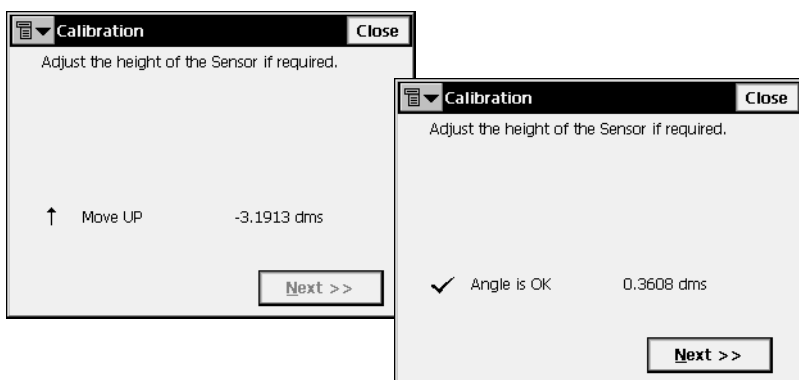 Calibration Close
Adjust the height of the Sensor if required.
Move UP -3.1913 dms
Next >>
Calibration Close
Adjust the height of the Sensor if required.
Angle is OK 0.3608 dms
Next >>